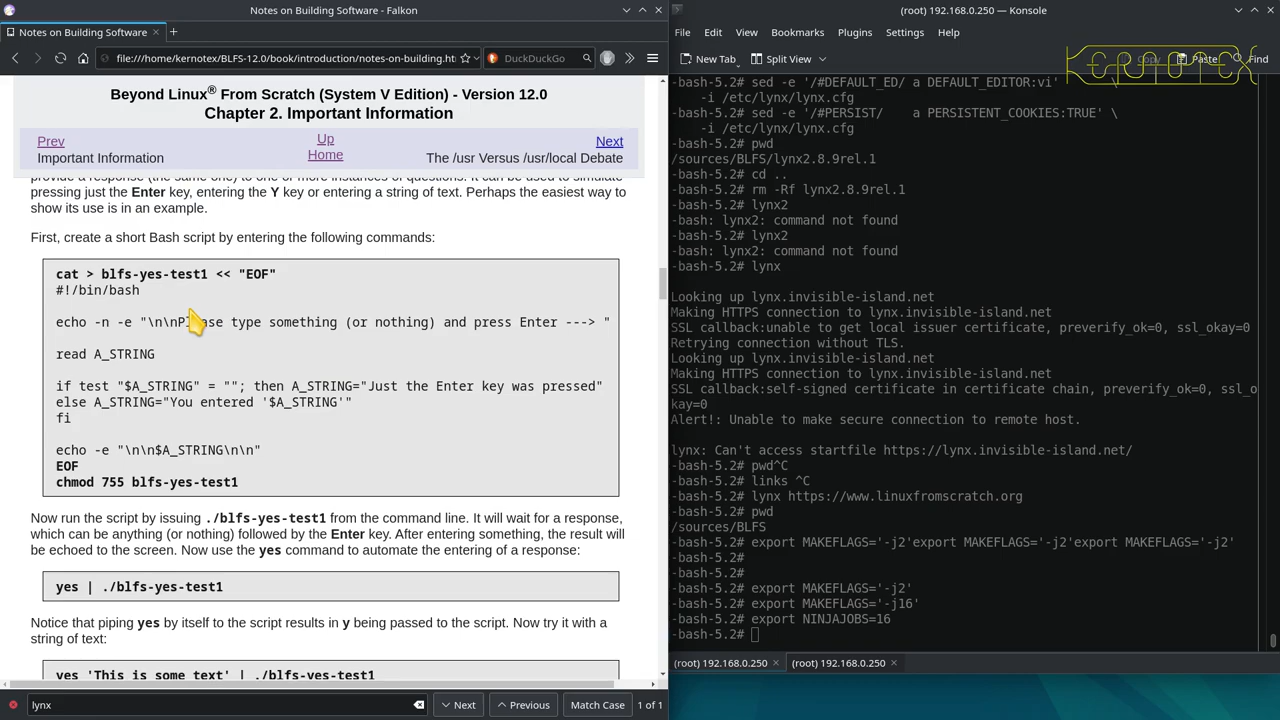 Notes on Building Software - Falkon
Notes on Building Software
file:///home/kernotex/BLFS-12.0/book/introduction/notes-on-building.ht
DuckDuckGo
Beyond Linux® From Scratch (System V Edition) - Version 12.0
Chapter 2. Important Information
Prev Up Next
Important Information Home The /usr Versus /usr/local Debate
provide a response (the same one) to one or more instances of questions. It can be used to simulate
pressing just the Enter key, entering the Y key or entering a string of text. Perhaps the easiest way to
show its use is in an example.
First, create a short Bash script by entering the following commands:
cat > blfs-yes-test1 << "EOF"
#!/bin/bash
echo -n -e "\n\nPlease type something (or nothing) and press Enter ---> "
read A_STRING
if test "$A_STRING" = ""; then A_STRING="Just the Enter key was pressed"
else A_STRING="You entered '$A_STRING'"
fi
echo -e "\n\n$A_STRING\n\n"
EOF
chmod 755 blfs-yes-test1
Now run the script by issuing ./blfs-yes-test1 from the command line. It will wait for a response,
which can be anything (or nothing) followed by the Enter key. After entering something, the result will
be echoed to the screen. Now use the yes command to automate the entering of a response:
yes | ./blfs-yes-test1
Notice that piping yes by itself to the script results in y being passed to the script. Now try it with a
string of text:
yes 'This is some text' | ./blfs-yes-test1
lynx
Next Previous Match Case 1 of 1
(root) 192.168.0.250 — Konsole
File Edit View Bookmarks Plugins Settings Help
New Tab Split View Copy Paste Find
KERNOTEX
-bash-5.2# sed -e '/#DEFAULT_ED/ a DEFAULT_EDITOR:vi' \
-i /etc/lynx/lynx.cfg
-bash-5.2# sed -e '/#PERSIST/    a PERSISTENT_COOKIES:TRUE' \
-i /etc/lynx/lynx.cfg
-bash-5.2# pwd
/sources/BLFS/lynx2.8.9rel.1
-bash-5.2# cd ..
-bash-5.2# rm -Rf lynx2.8.9rel.1
-bash-5.2# lynx2
-bash: lynx2: command not found
-bash-5.2# lynx2
-bash: lynx2: command not found
-bash-5.2# lynx
Looking up lynx.invisible-island.net
Making HTTPS connection to lynx.invisible-island.net
SSL callback:unable to get local issuer certificate, preverify_ok=0, ssl_okay=0
Retrying connection without TLS.
Looking up lynx.invisible-island.net
Making HTTPS connection to lynx.invisible-island.net
SSL callback:self-signed certificate in certificate chain, preverify_ok=0, ssl_o
kay=0
Alert!: Unable to make secure connection to remote host.
lynx: Can't access startfile https://lynx.invisible-island.net/
-bash-5.2# pwd^C
-bash-5.2# links ^C
-bash-5.2# lynx https://www.linuxfromscratch.org
-bash-5.2# pwd
/sources/BLFS
-bash-5.2# export MAKEFLAGS='-j2'export MAKEFLAGS='-j2'export MAKEFLAGS='-j2'
-bash-5.2#
-bash-5.2#
-bash-5.2# export MAKEFLAGS='-j2'
-bash-5.2# export MAKEFLAGS='-j16'
-bash-5.2# export NINJAJOBS=16
-bash-5.2#
(root) 192.168.0.250 (root) 192.168.0.250